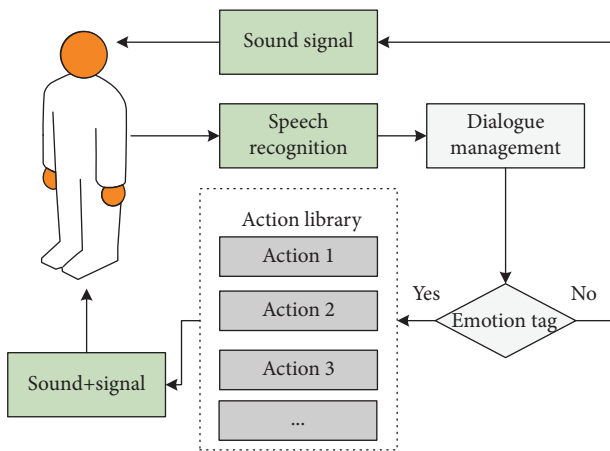 Sound signal
Speech
recognition
Dialogue
management
Action library
Action 1
Yes
No
Action 2
Emotion tag
Action 3
Sound+signal
...